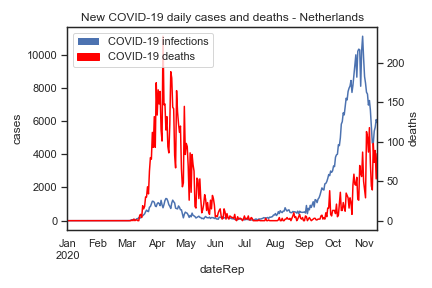 New COVID-19 daily cases and deaths - Netherlands
COVID-19 infections
COVID-19 deaths
cases
10000
8000
6000
4000
2000
0
deaths
200
150
100
50
0
Jan Feb Mar Apr May Jun Jul Aug Sep Oct Nov
2020
dateRep